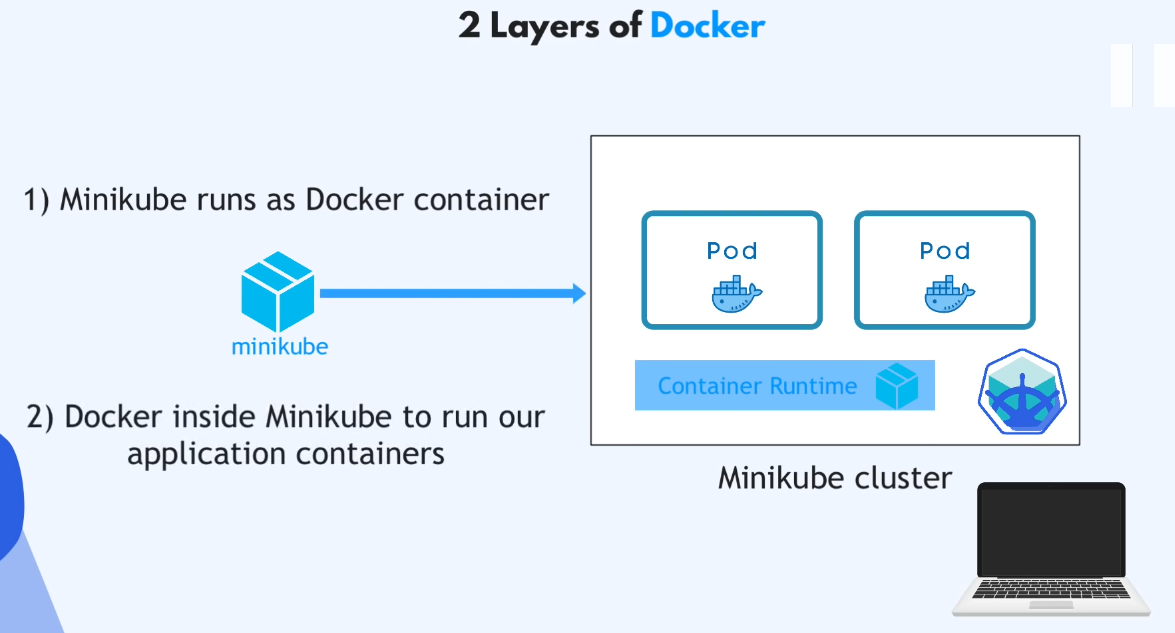 2 Layers of Docker
1) Minikube runs as Docker container
minikube
2) Docker inside Minikube to run our
application containers
Pod
Pod
Container Runtime
Minikube cluster